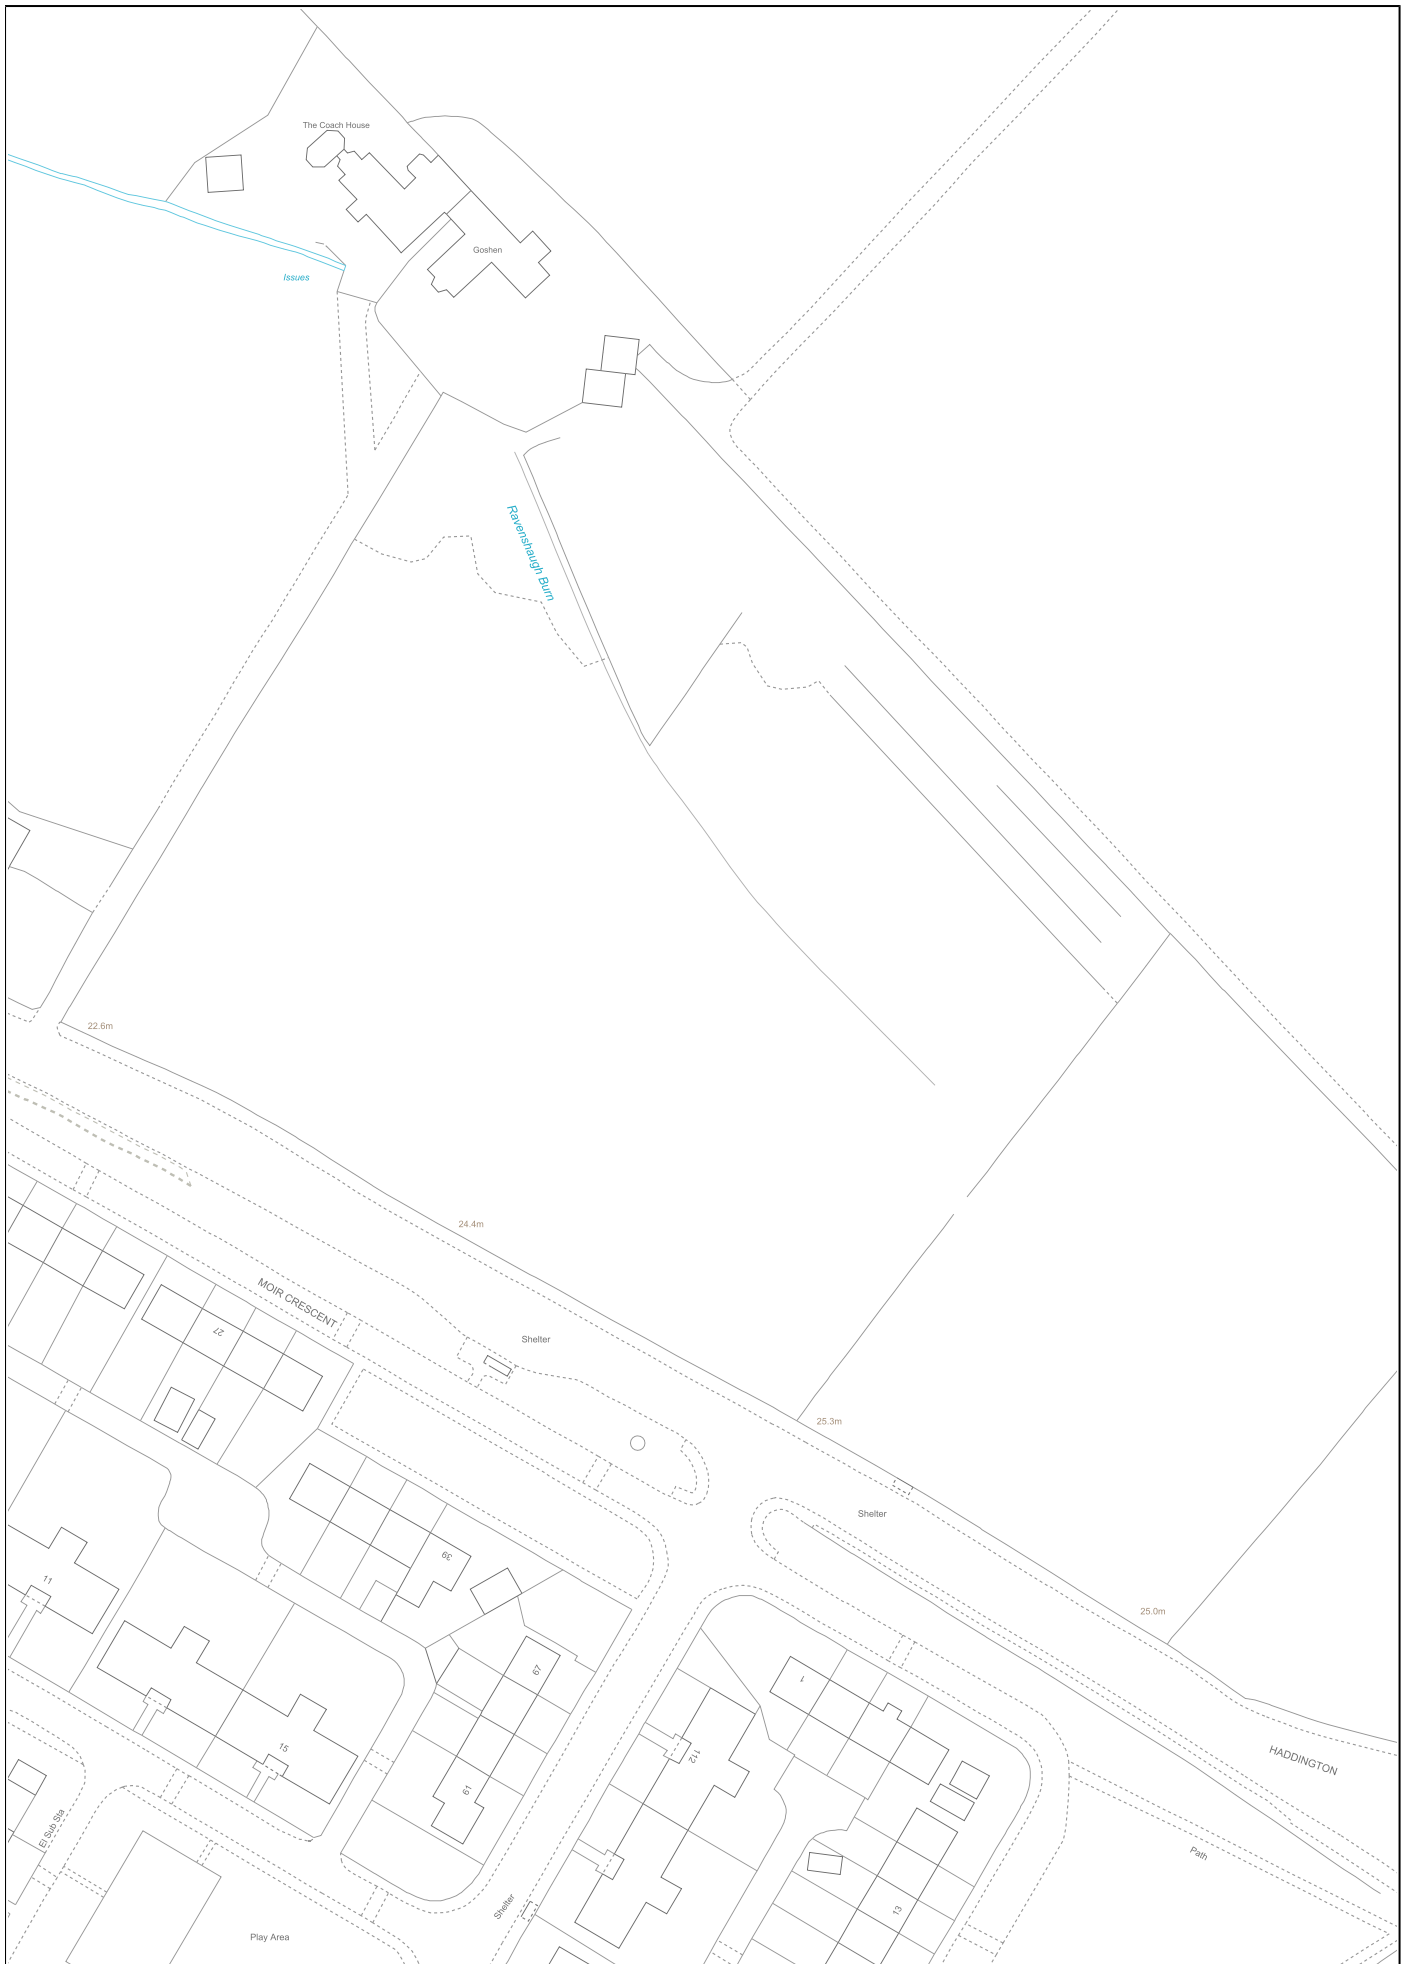 The Coach House
Goshen
Issues
Ravenshaugh Burn
22.6m
24.4m
MOIR CRESCENT
27
Shelter
25.3m
Shelter
39
11
25.0m
67
1
112
15
61
HADDINGTON
El Sub Sta
Path
Shelter
13
Play Area